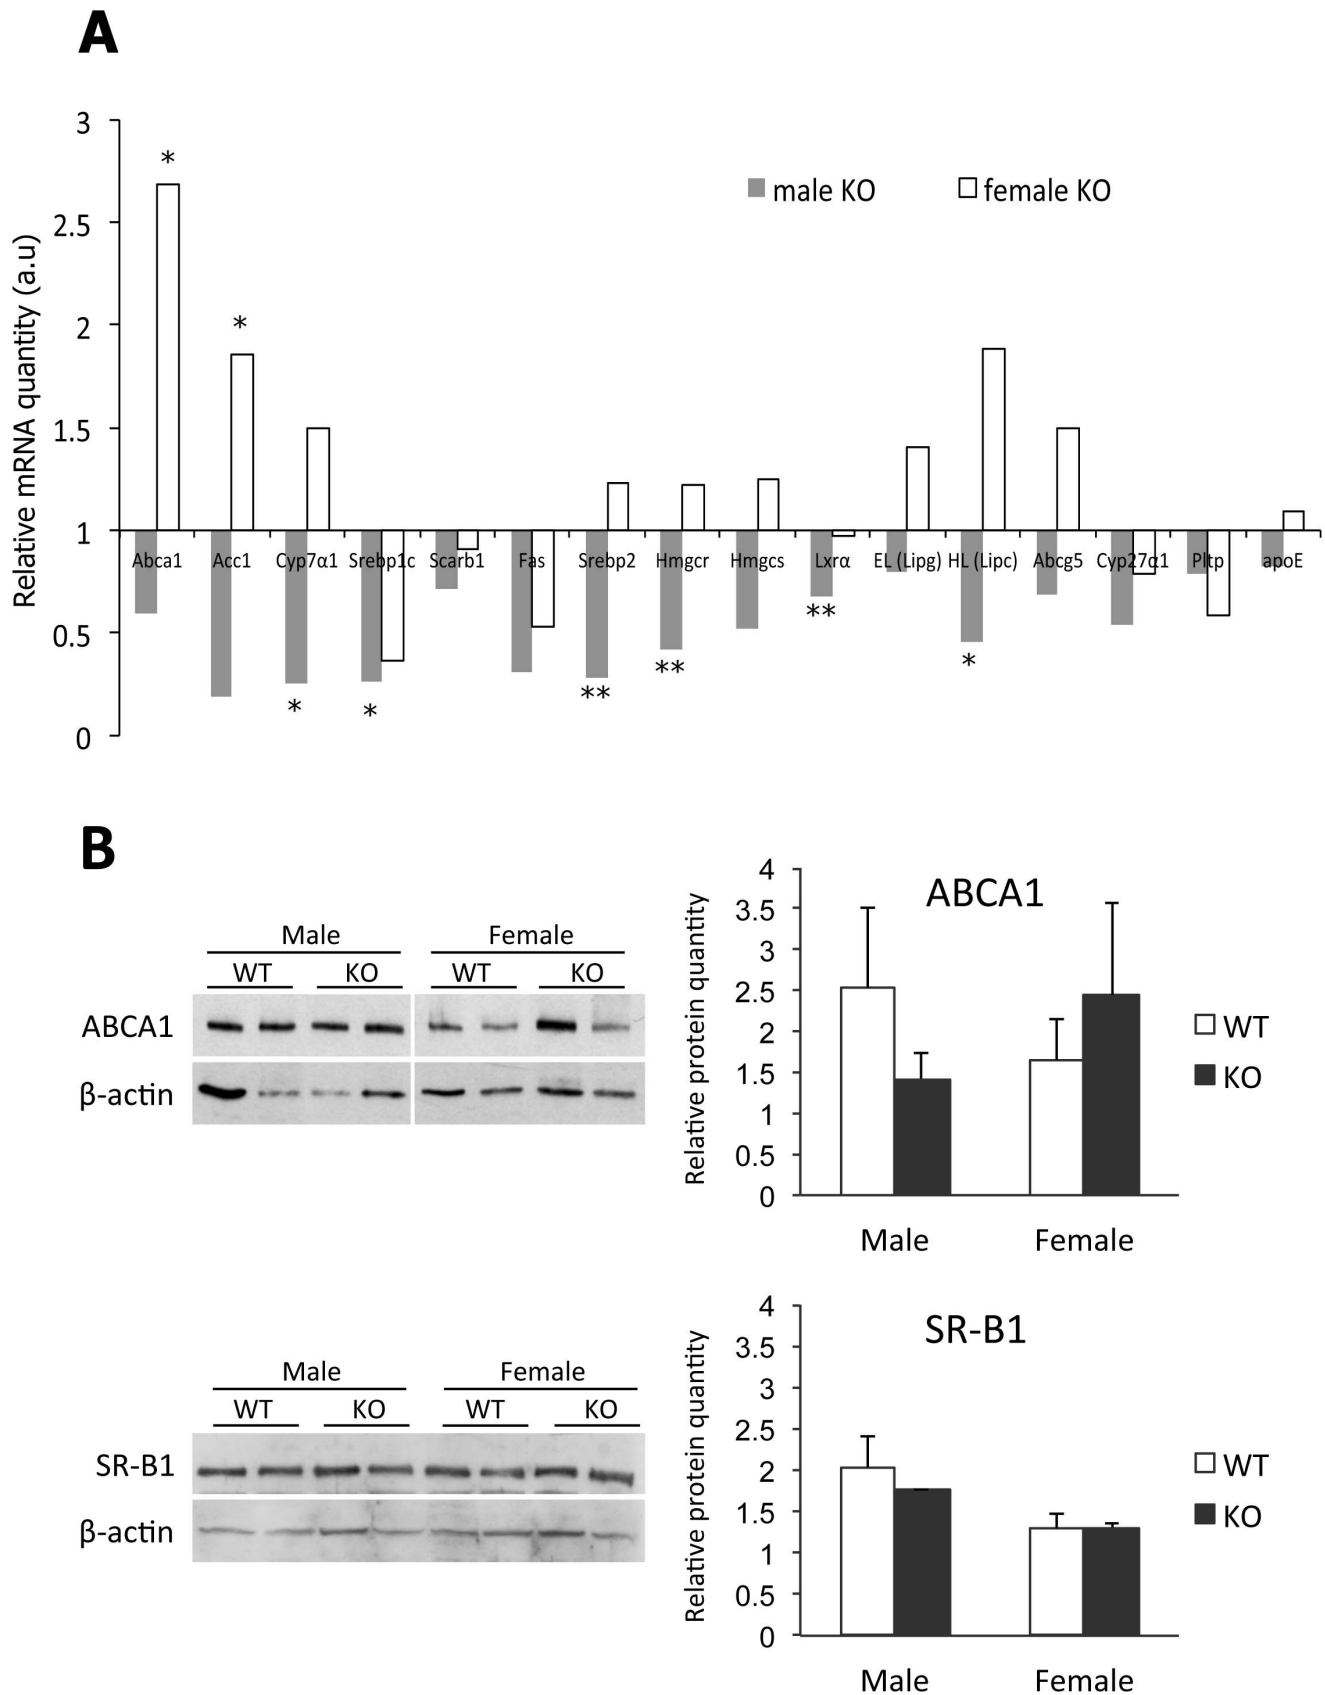 A
3
2.5
2
1.5
1
0.5
0
Relative mRNA quantity (a.u)
male KO female KO
*
*
Abca1 Acc1 Cyp7α1 Srebp1c Scarb1 Fas Srebp2 Hmgcr Hmgcs Lxrα EL (Lipg) HL (Lipc) Abcg5 Cyp27α1 Pltp apoE
* * ** ** ** *
B
Male Female
WT KO WT KO
ABCA1
β-actin
ABCA1
Relative protein quantity
4
3.5
3
2.5
2
1.5
1
0.5
0
Male Female
WT
KO
Male Female
WT KO WT KO
SR-B1
β-actin
SR-B1
Relative protein quantity
4
3.5
3
2.5
2
1.5
1
0.5
0
Male Female
WT
KO